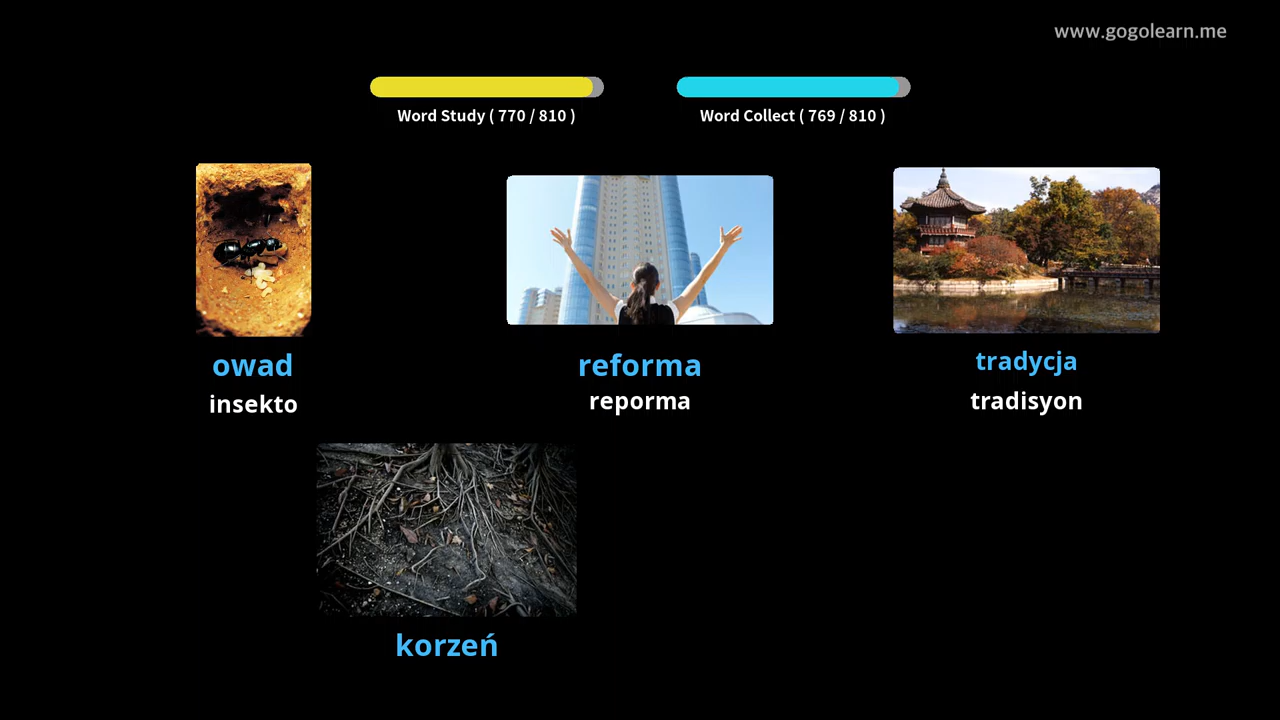 www.gogolearn.me
Word Study ( 770 / 810 )
Word Collect ( 769 / 810 )
owad
insekto
reforma
reporma
tradycja
tradisyon
korzeń